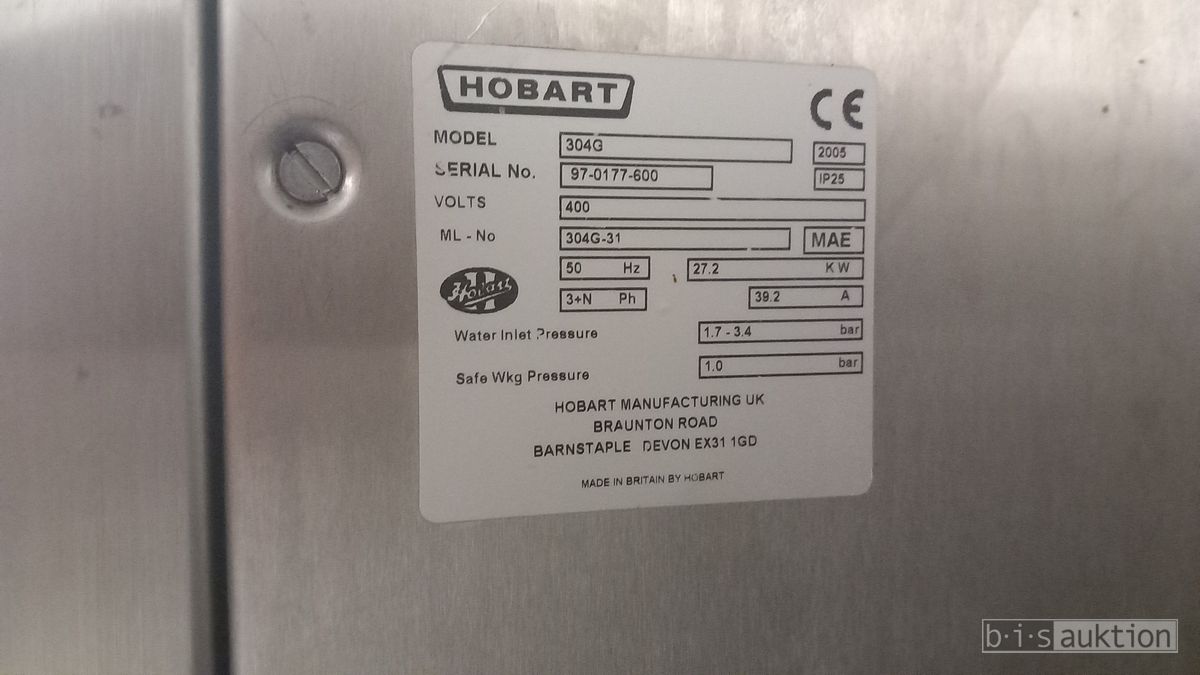 HOBART
CE
MODEL 304G 2005
SERIAL No. 97-0177-600 IP25
VOLTS 400
ML - No 304G-31 MAE
50 Hz 27.2 KW
Hobart
3+N Ph 39.2 A
Water Inlet Pressure 1.7 - 3.4 bar
Safe Wkg Pressure 1.0 bar
HOBART MANUFACTURING UK
BRAUNTON ROAD
BARNSTAPLE DEVON EX31 1GD
MADE IN BRITAIN BY HOBART
b·i·s auktion